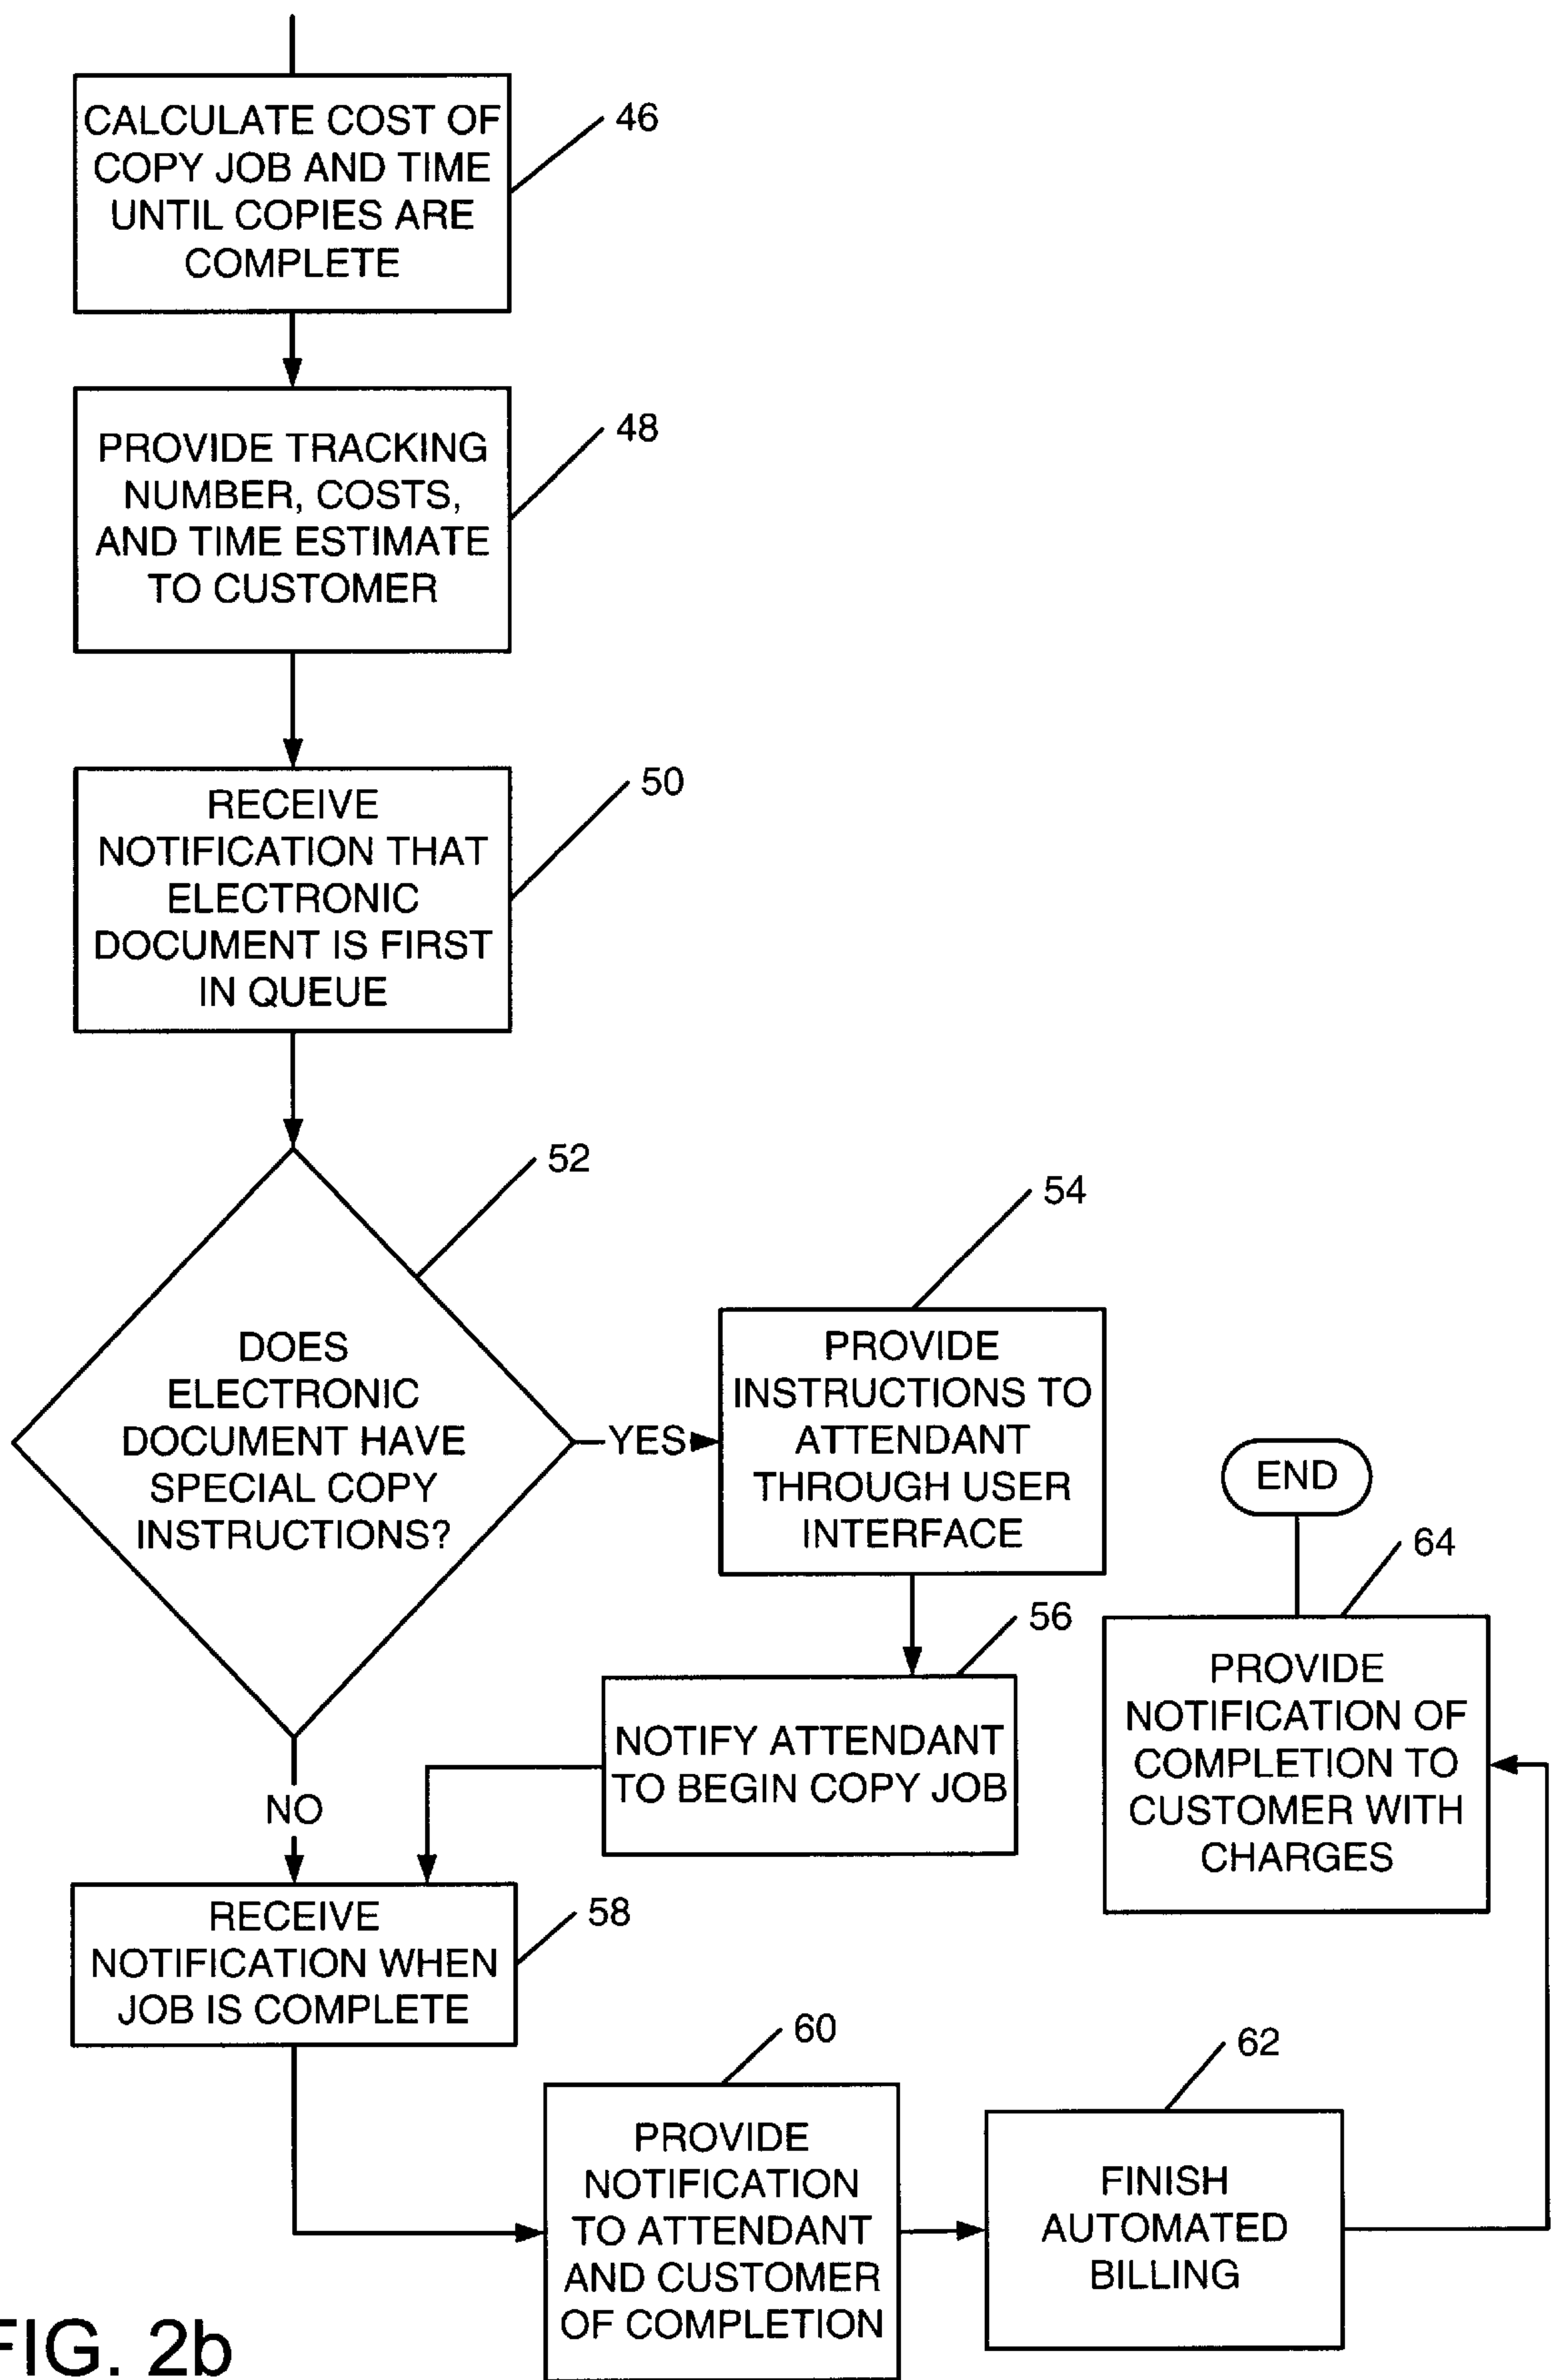 CALCULATE COST OF
COPY JOB AND TIME
UNTIL COPIES ARE
COMPLETE
46
PROVIDE TRACKING
NUMBER, COSTS,
AND TIME ESTIMATE
TO CUSTOMER
48
RECEIVE
NOTIFICATION THAT
ELECTRONIC
DOCUMENT IS FIRST
IN QUEUE
50
DOES
ELECTRONIC
DOCUMENT HAVE
SPECIAL COPY
INSTRUCTIONS?
52
YES
PROVIDE
INSTRUCTIONS TO
ATTENDANT
THROUGH USER
INTERFACE
54
NOTIFY ATTENDANT
TO BEGIN COPY JOB
56
NO
RECEIVE
NOTIFICATION WHEN
JOB IS COMPLETE
58
PROVIDE
NOTIFICATION
TO ATTENDANT
AND CUSTOMER
OF COMPLETION
60
FINISH
AUTOMATED
BILLING
62
PROVIDE
NOTIFICATION OF
COMPLETION TO
CUSTOMER WITH
CHARGES
64
END
FIG. 2b